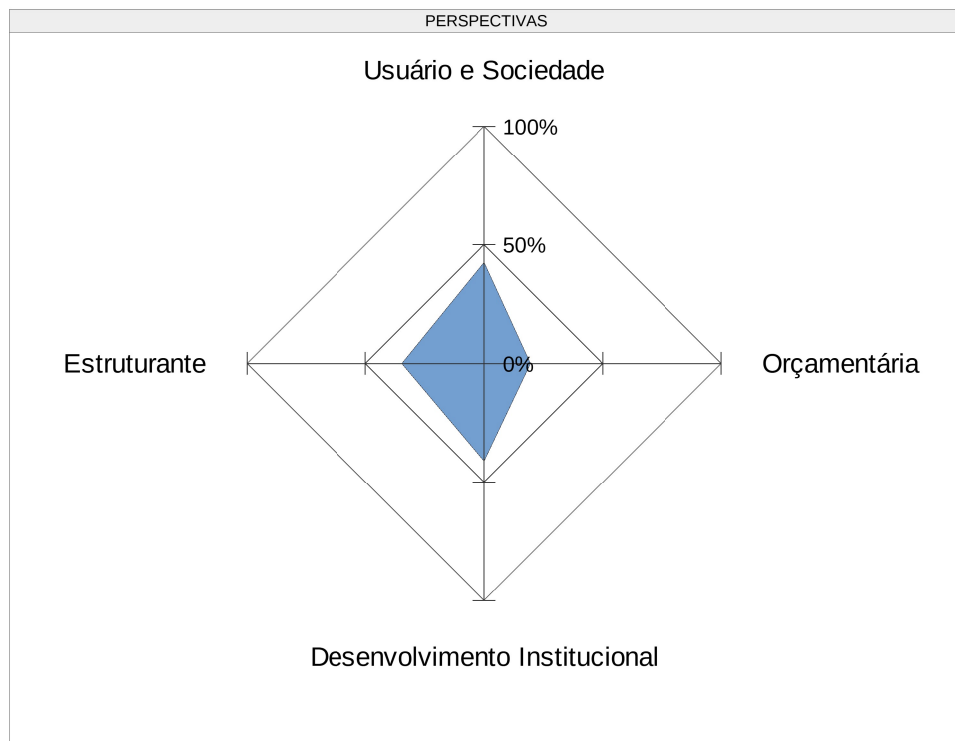 PERSPECTIVAS
Usuário e Sociedade
100%
50%
Estruturante
0%
Orçamentária
Desenvolvimento Institucional